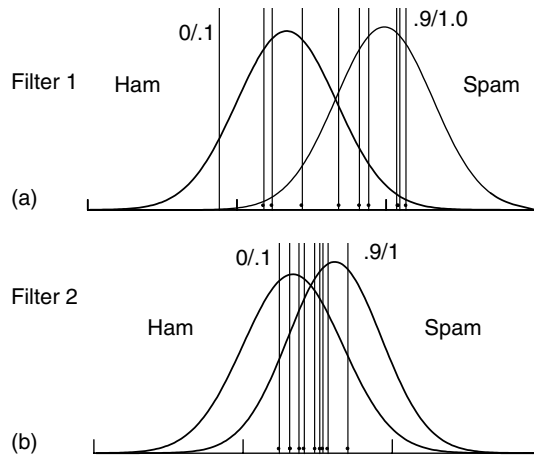 0/.1
.9/1.0
Filter 1
Ham
Spam
(a)
0/.1
.9/1
Filter 2
Ham
Spam
(b)